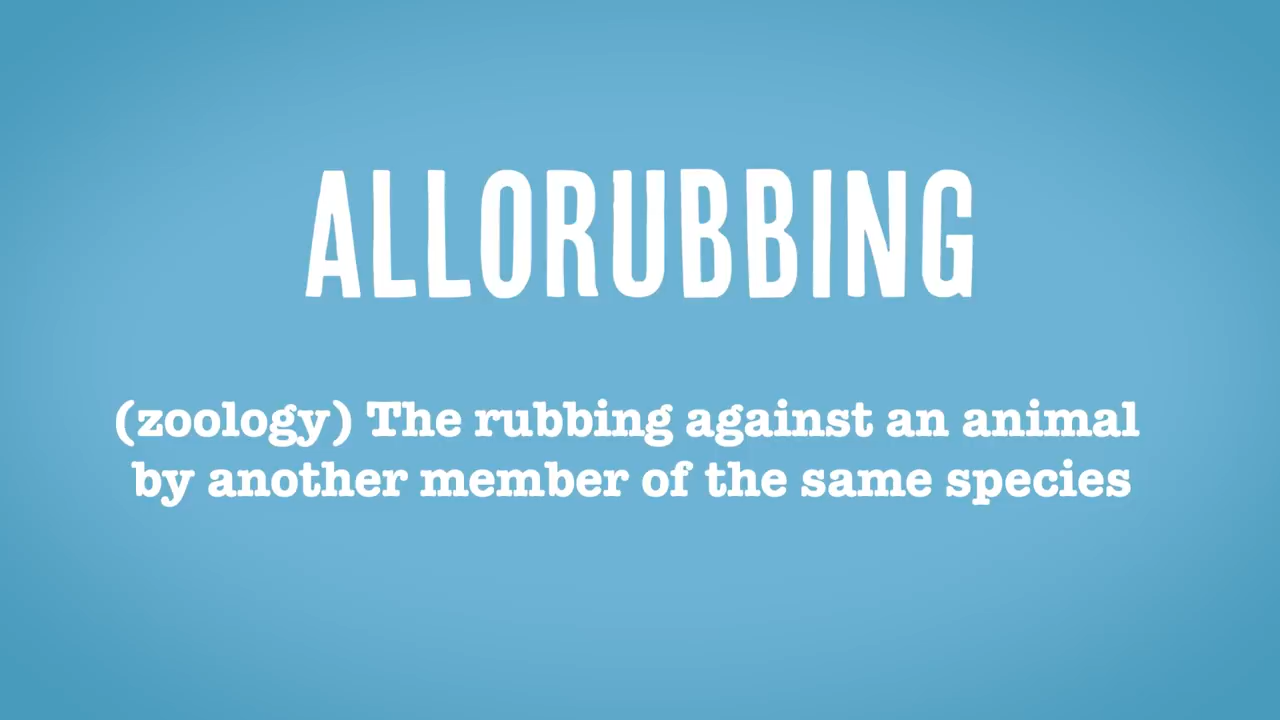 ALLORUBBING
(zoology) The rubbing against an animal
by another member of the same species